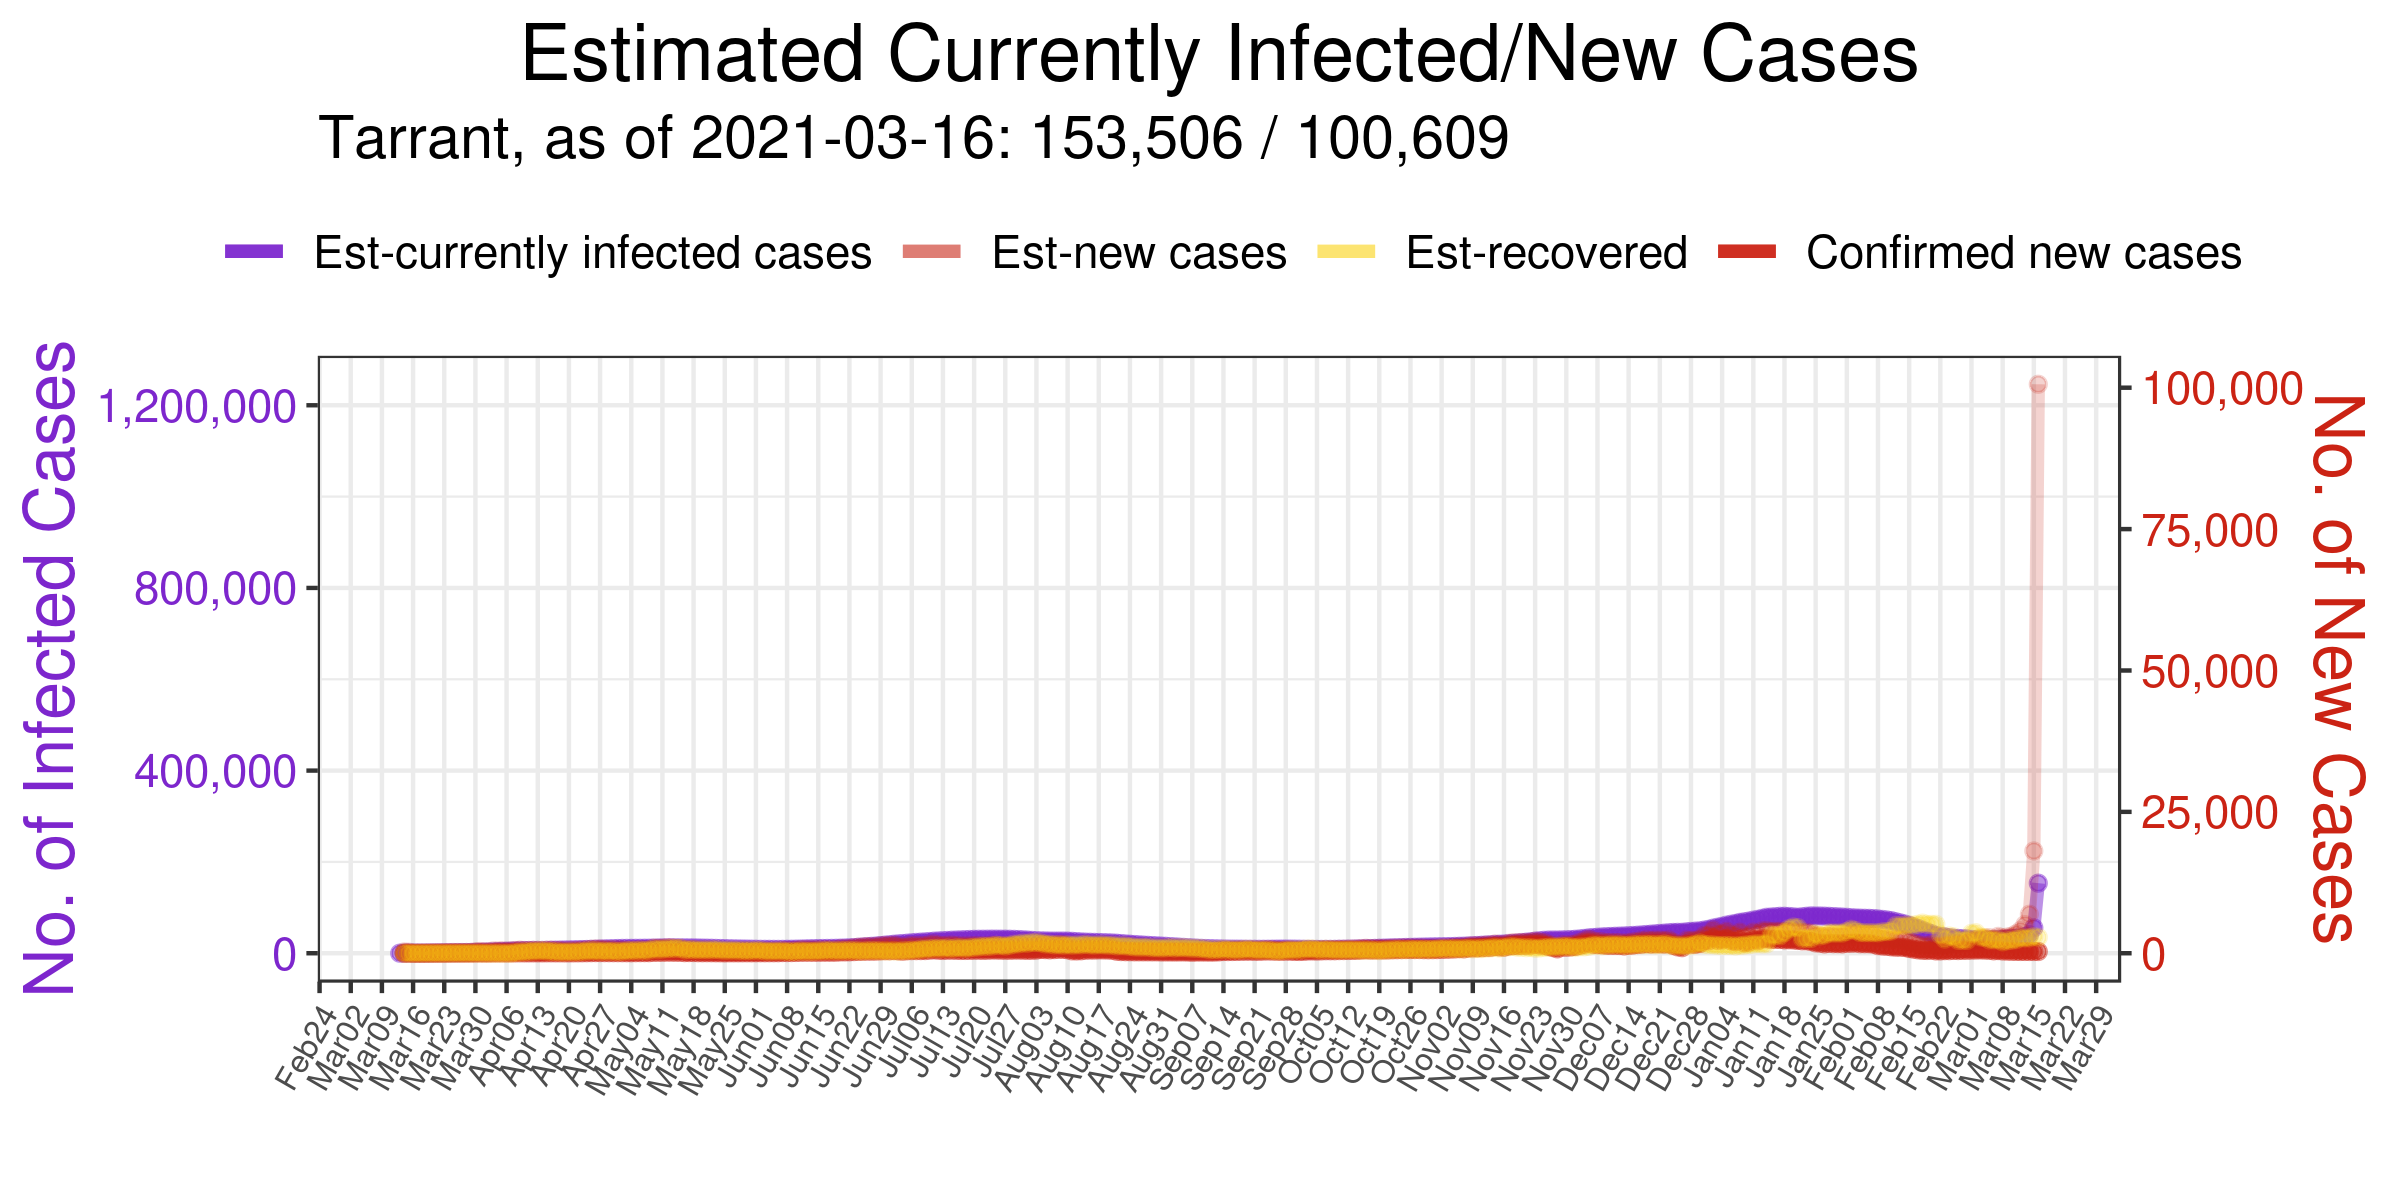 Estimated Currently Infected/New Cases
Tarrant, as of 2021-03-16: 153,506 / 100,609
Est-currently infected cases Est-new cases Est-recovered Confirmed new cases
No. of Infected Cases
1,200,000
800,000
400,000
0
100,000
75,000
50,000
25,000
0
No. of New Cases
Feb24 Mar02 Mar09 Mar16 Mar23 Mar30 Apr06 Apr13 Apr20 Apr27 May04 May11 May18 May25 Jun01 Jun08 Jun15 Jun22 Jun29 Jul06 Jul13 Jul20 Jul27 Aug03 Aug10 Aug17 Aug24 Aug31 Sep07 Sep14 Sep21 Sep28 Oct05 Oct12 Oct19 Oct26 Nov02 Nov09 Nov16 Nov23 Nov30 Dec07 Dec14 Dec21 Dec28 Jan04 Jan11 Jan18 Jan25 Feb01 Feb08 Feb15 Feb22 Mar01 Mar08 Mar15 Mar22 Mar29